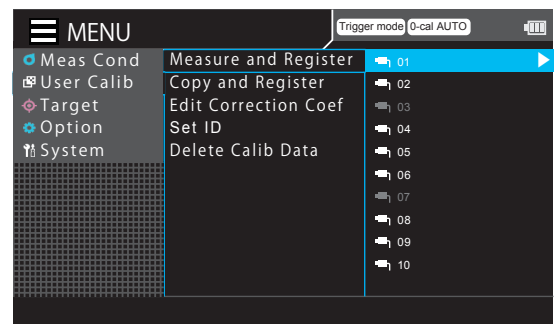 MENU
Trigger mode 0-cal AUTO
Meas Cond
User Calib
Target
Option
System
Measure and Register
Copy and Register
Edit Correction Coef
Set ID
Delete Calib Data
01
02
03
04
05
06
07
08
09
10